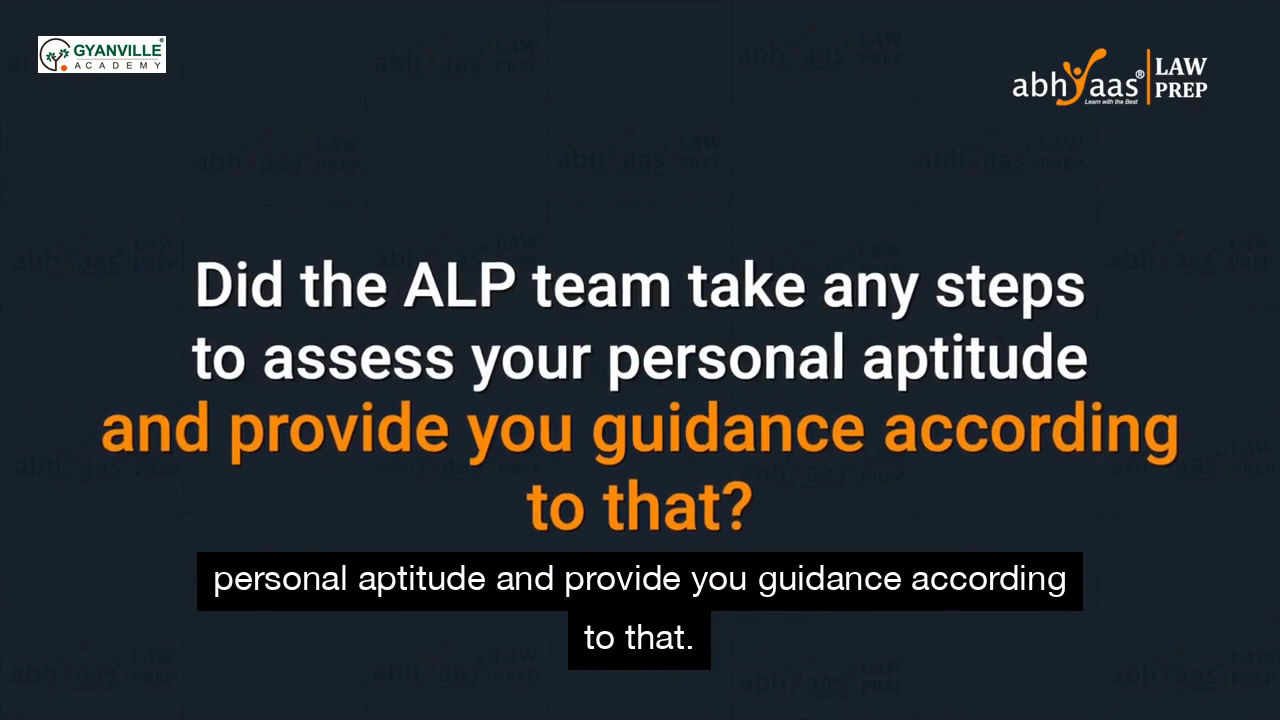 GYANVILLE®
ACADEMY
abhyaas® LAW
Learn with the Best PREP
Did the ALP team take any steps
to assess your personal aptitude
and provide you guidance according
to that?
personal aptitude and provide you guidance according
to that.